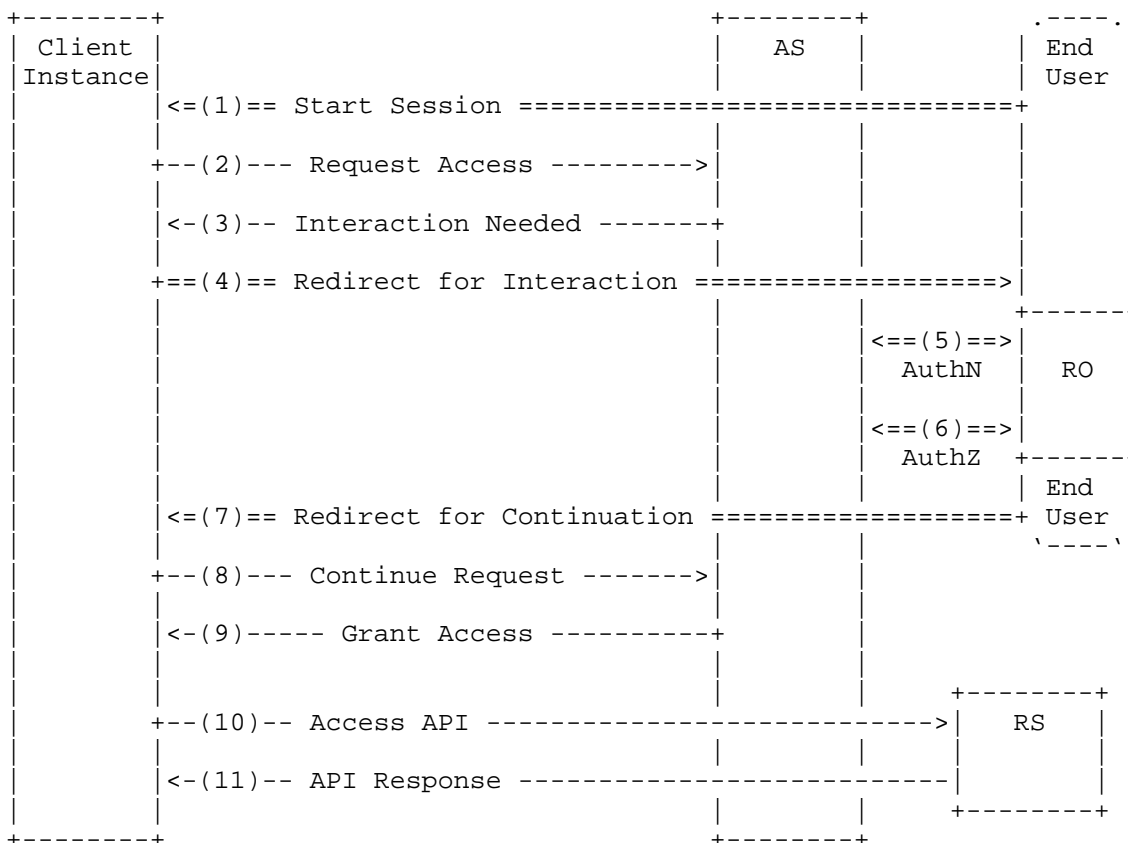 Client AS End
Instance User
<=(1)== Start Session ===============================+
+--(2)--- Request Access --------->
<-(3)-- Interaction Needed -------+
+==(4)== Redirect for Interaction ===================>
<==(5)==>
AuthN RO
<==(6)==>
AuthZ
End
<=(7)== Redirect for Continuation ===================+ User
+--(8)--- Continue Request ------->
<-(9)----- Grant Access ----------+
+--(10)-- Access API ----------------------------> RS
<-(11)-- API Response ---------------------------